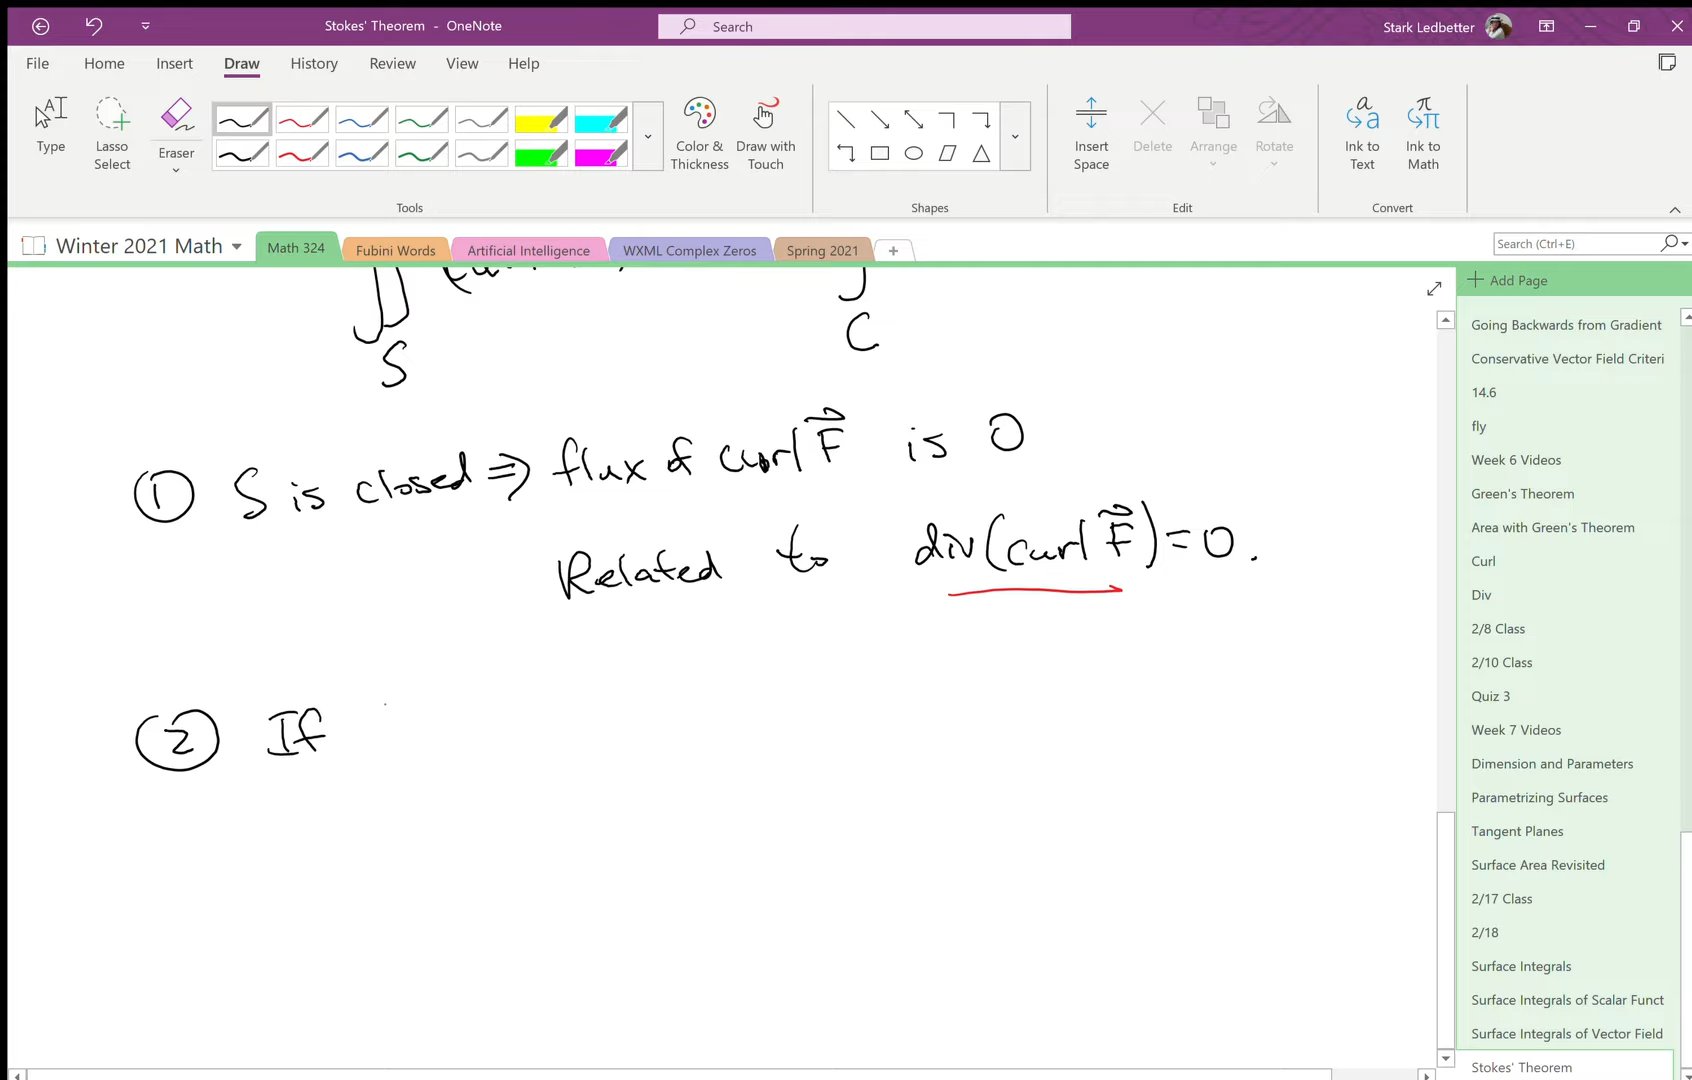 Stokes' Theorem - OneNote
Search
Stark Ledbetter
File Home Insert Draw History Review View Help
Type
Lasso Select
Eraser
Color & Thickness
Draw with Touch
Insert Space
Delete
Arrange
Rotate
Ink to Text
Ink to Math
Tools
Shapes
Edit
Convert
Winter 2021 Math
Math 324
Fubini Words
Artificial Intelligence
WXML Complex Zeros
Spring 2021
Search (Ctrl+E)
∬
S
C
① S is closed ⇒ flux of curl F⃗ is 0
Related to div(curl F⃗) = 0.
② If
Add Page
Going Backwards from Gradient
Conservative Vector Field Criteri
14.6
fly
Week 6 Videos
Green's Theorem
Area with Green's Theorem
Curl
Div
2/8 Class
2/10 Class
Quiz 3
Week 7 Videos
Dimension and Parameters
Parametrizing Surfaces
Tangent Planes
Surface Area Revisited
2/17 Class
2/18
Surface Integrals
Surface Integrals of Scalar Funct
Surface Integrals of Vector Field
Stokes' Theorem